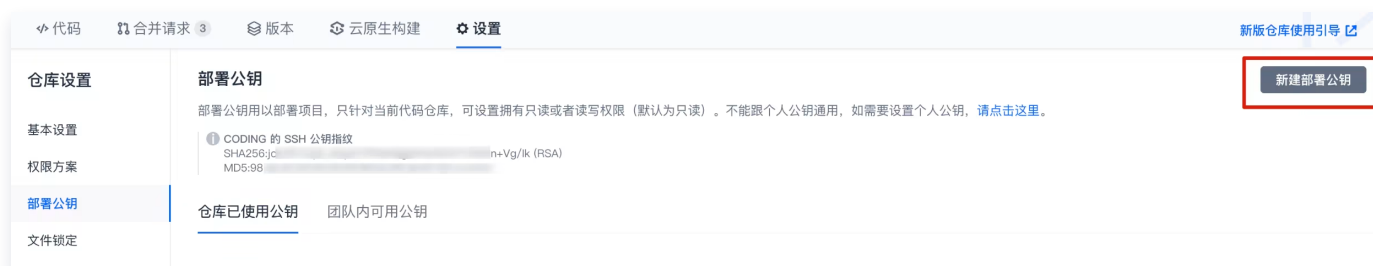 代码 合并请求 3 版本 云原生构建 设置 新版仓库使用引导
仓库设置
基本设置
权限方案
部署公钥
文件锁定
部署公钥
新建部署公钥
部署公钥用以部署项目，只针对当前代码仓库，可设置拥有只读或者读写权限（默认为只读）。不能跟个人公钥通用，如需要设置个人公钥，请点击这里。
CODING 的 SSH 公钥指纹
SHA256:jc n+Vg/Ik (RSA)
MD5:98
仓库已使用公钥 团队内可用公钥